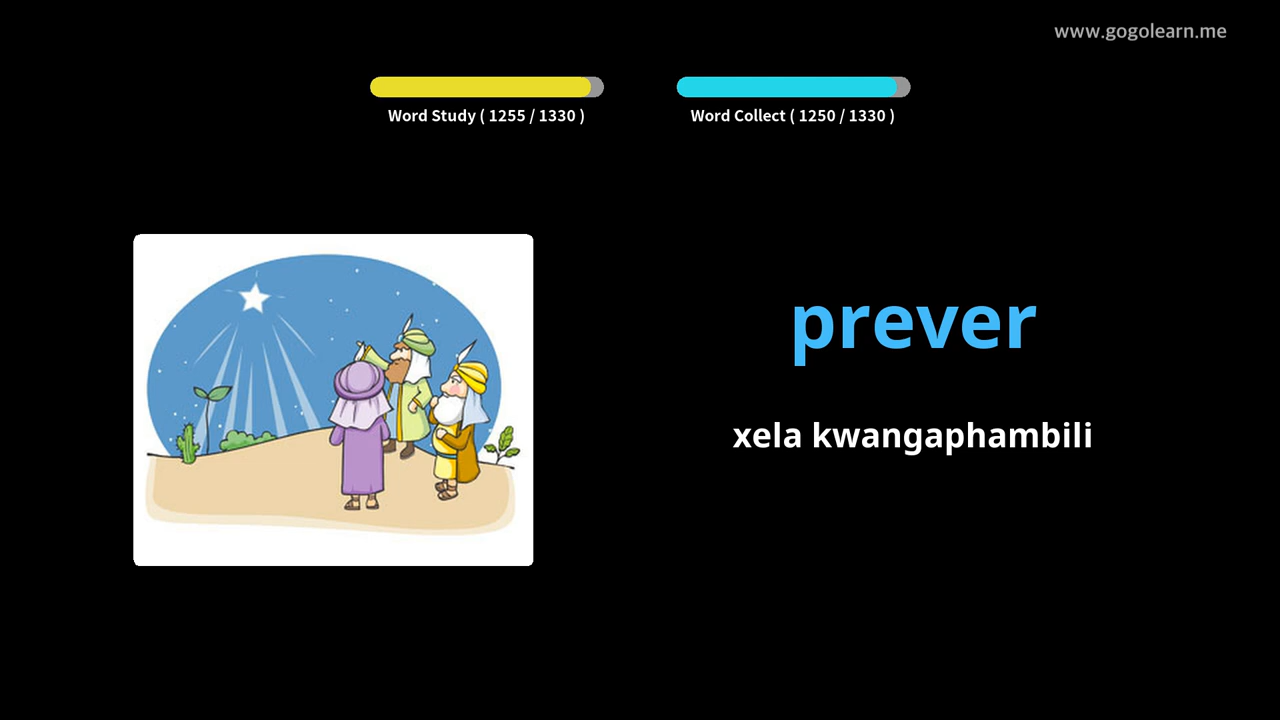 www.gogolearn.me
Word Study ( 1255 / 1330 )
Word Collect ( 1250 / 1330 )
prever
xela kwangaphambili